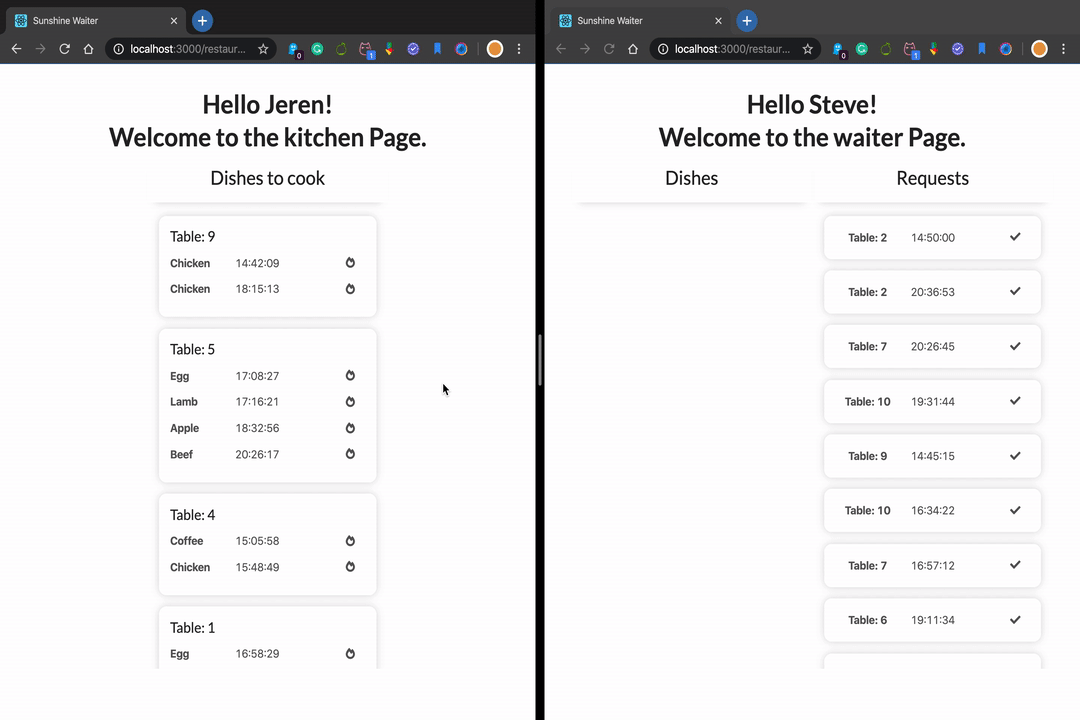 Sunshine Waiter
localhost:3000/restaur...
0
1
Hello Jeren!
Welcome to the kitchen Page.
Dishes to cook
Table: 9
Chicken 14:42:09
Chicken 18:15:13
Table: 5
Egg 17:08:27
Lamb 17:16:21
Apple 18:32:56
Beef 20:26:17
Table: 4
Coffee 15:05:58
Chicken 15:48:49
Table: 1
Egg 16:58:29
Sunshine Waiter
localhost:3000/restaur...
0
1
Hello Steve!
Welcome to the waiter Page.
Dishes
Requests
Table: 2 14:50:00
Table: 2 20:36:53
Table: 7 20:26:45
Table: 10 19:31:44
Table: 9 14:45:15
Table: 10 16:34:22
Table: 7 16:57:12
Table: 6 19:11:34